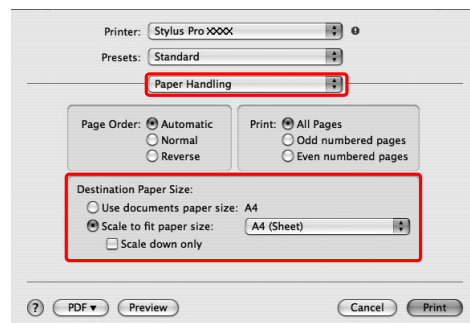 Printer: Stylus Pro XXXX
Presets: Standard
Paper Handling
Page Order: Automatic
Normal
Reverse
Print: All Pages
Odd numbered pages
Even numbered pages
Destination Paper Size:
Use documents paper size: A4
Scale to fit paper size: A4 (Sheet)
Scale down only
? PDF▼ Preview Cancel Print